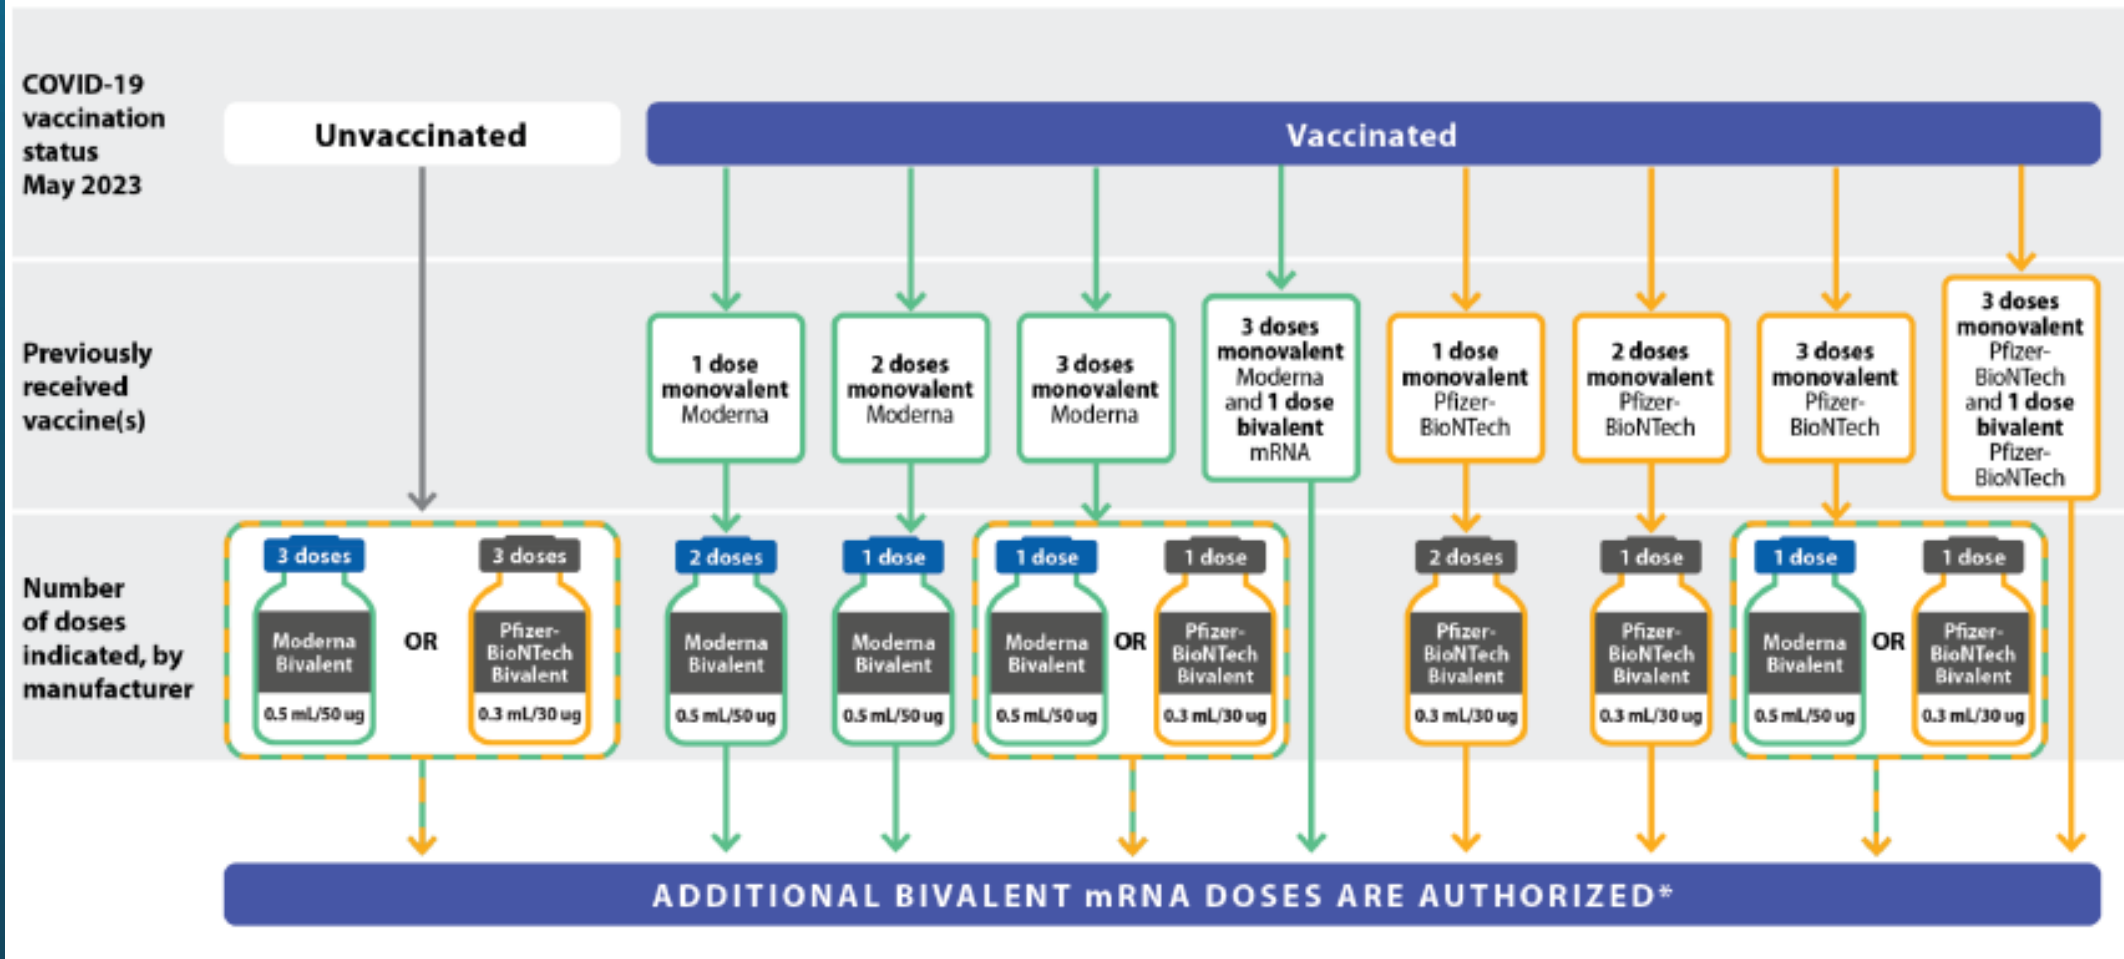 COVID-19
vaccination
status
May 2023
Unvaccinated
Vaccinated
Previously
received
vaccine(s)
1 dose
monovalent
Moderna
2 doses
monovalent
Moderna
3 doses
monovalent
Moderna
3 doses
monovalent
Moderna
and 1 dose
bivalent
mRNA
1 dose
monovalent
Pfizer-
BioNTech
2 doses
monovalent
Pfizer-
BioNTech
3 doses
monovalent
Pfizer-
BioNTech
3 doses
monovalent
Pfizer-
BioNTech
and 1 dose
bivalent
Pfizer-
BioNTech
Number
of doses
indicated, by
manufacturer
3 doses
Moderna
Bivalent
0.5 mL/50 ug
OR
3 doses
Pfizer-
BioNTech
Bivalent
0.3 mL/30 ug
2 doses
Moderna
Bivalent
0.5 mL/50 ug
1 dose
Moderna
Bivalent
0.5 mL/50 ug
1 dose
Moderna
Bivalent
0.5 mL/50 ug
OR
1 dose
Pfizer-
BioNTech
Bivalent
0.3 mL/30 ug
2 doses
Pfizer-
BioNTech
Bivalent
0.3 mL/30 ug
1 dose
Pfizer-
BioNTech
Bivalent
0.3 mL/30 ug
1 dose
Moderna
Bivalent
0.5 mL/50 ug
OR
1 dose
Pfizer-
BioNTech
Bivalent
0.3 mL/30 ug
ADDITIONAL BIVALENT mRNA DOSES ARE AUTHORIZED*